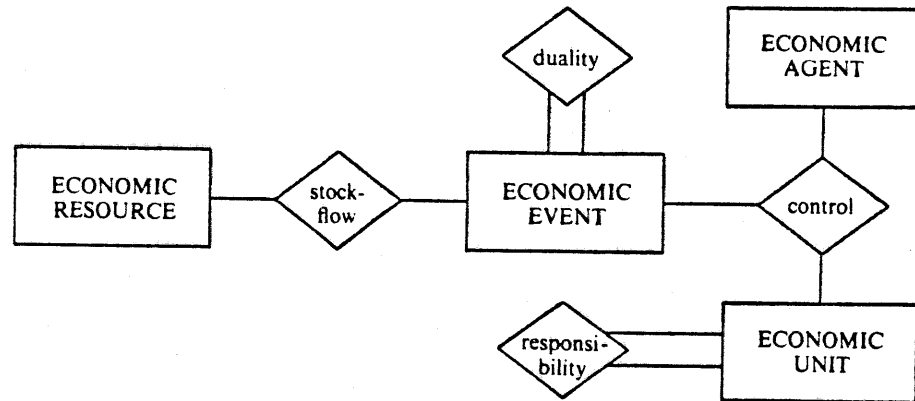 duality
ECONOMIC
AGENT
ECONOMIC
RESOURCE
stock-
flow
ECONOMIC
EVENT
control
responsi-
bility
ECONOMIC
UNIT